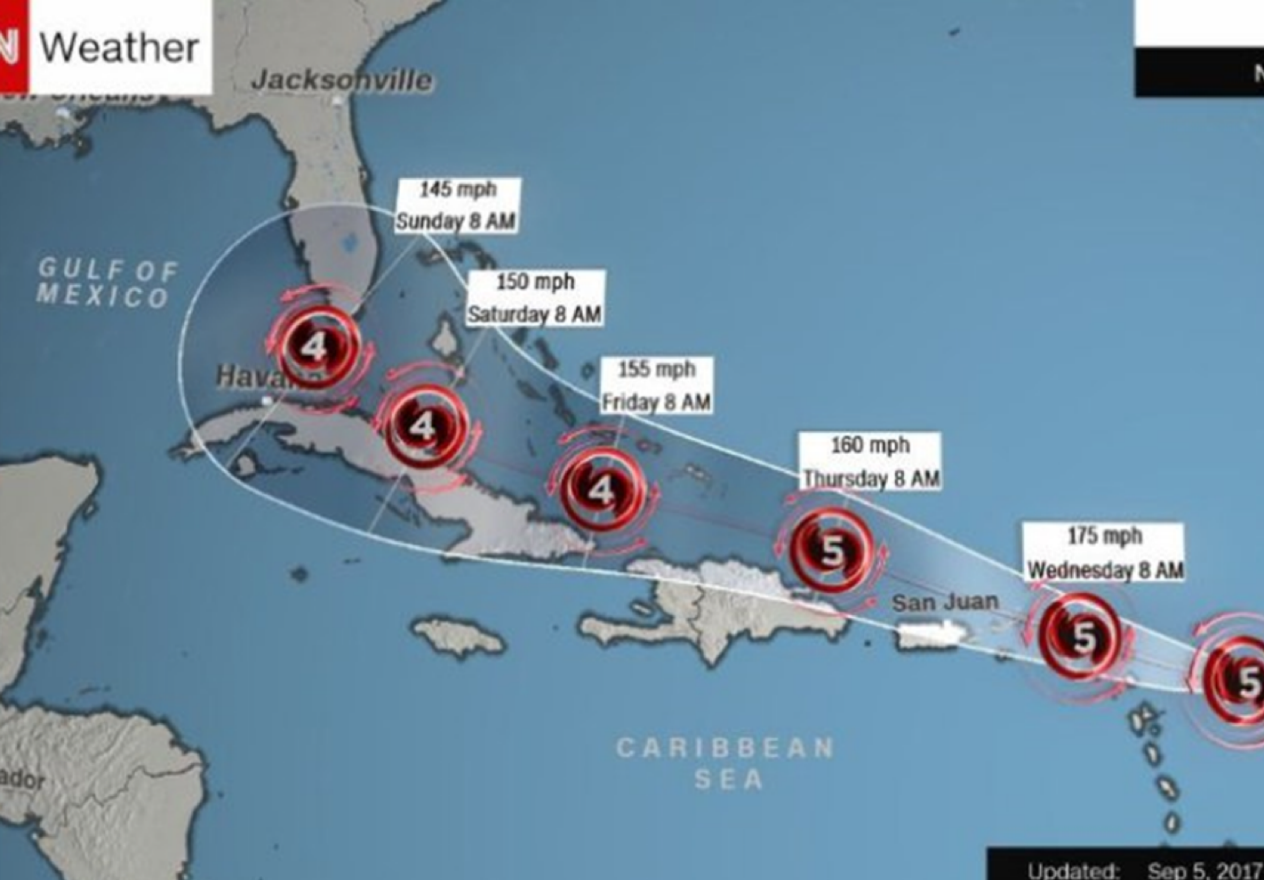 N Weather
Jacksonville
145 mph
Sunday 8 AM
GULF OF
MEXICO
150 mph
Saturday 8 AM
4
Havana
155 mph
Friday 8 AM
4
160 mph
Thursday 8 AM
4
5
175 mph
Wednesday 8 AM
San Juan
5
5
CARIBBEAN
SEA
ador
Updated: Sep 5, 2017